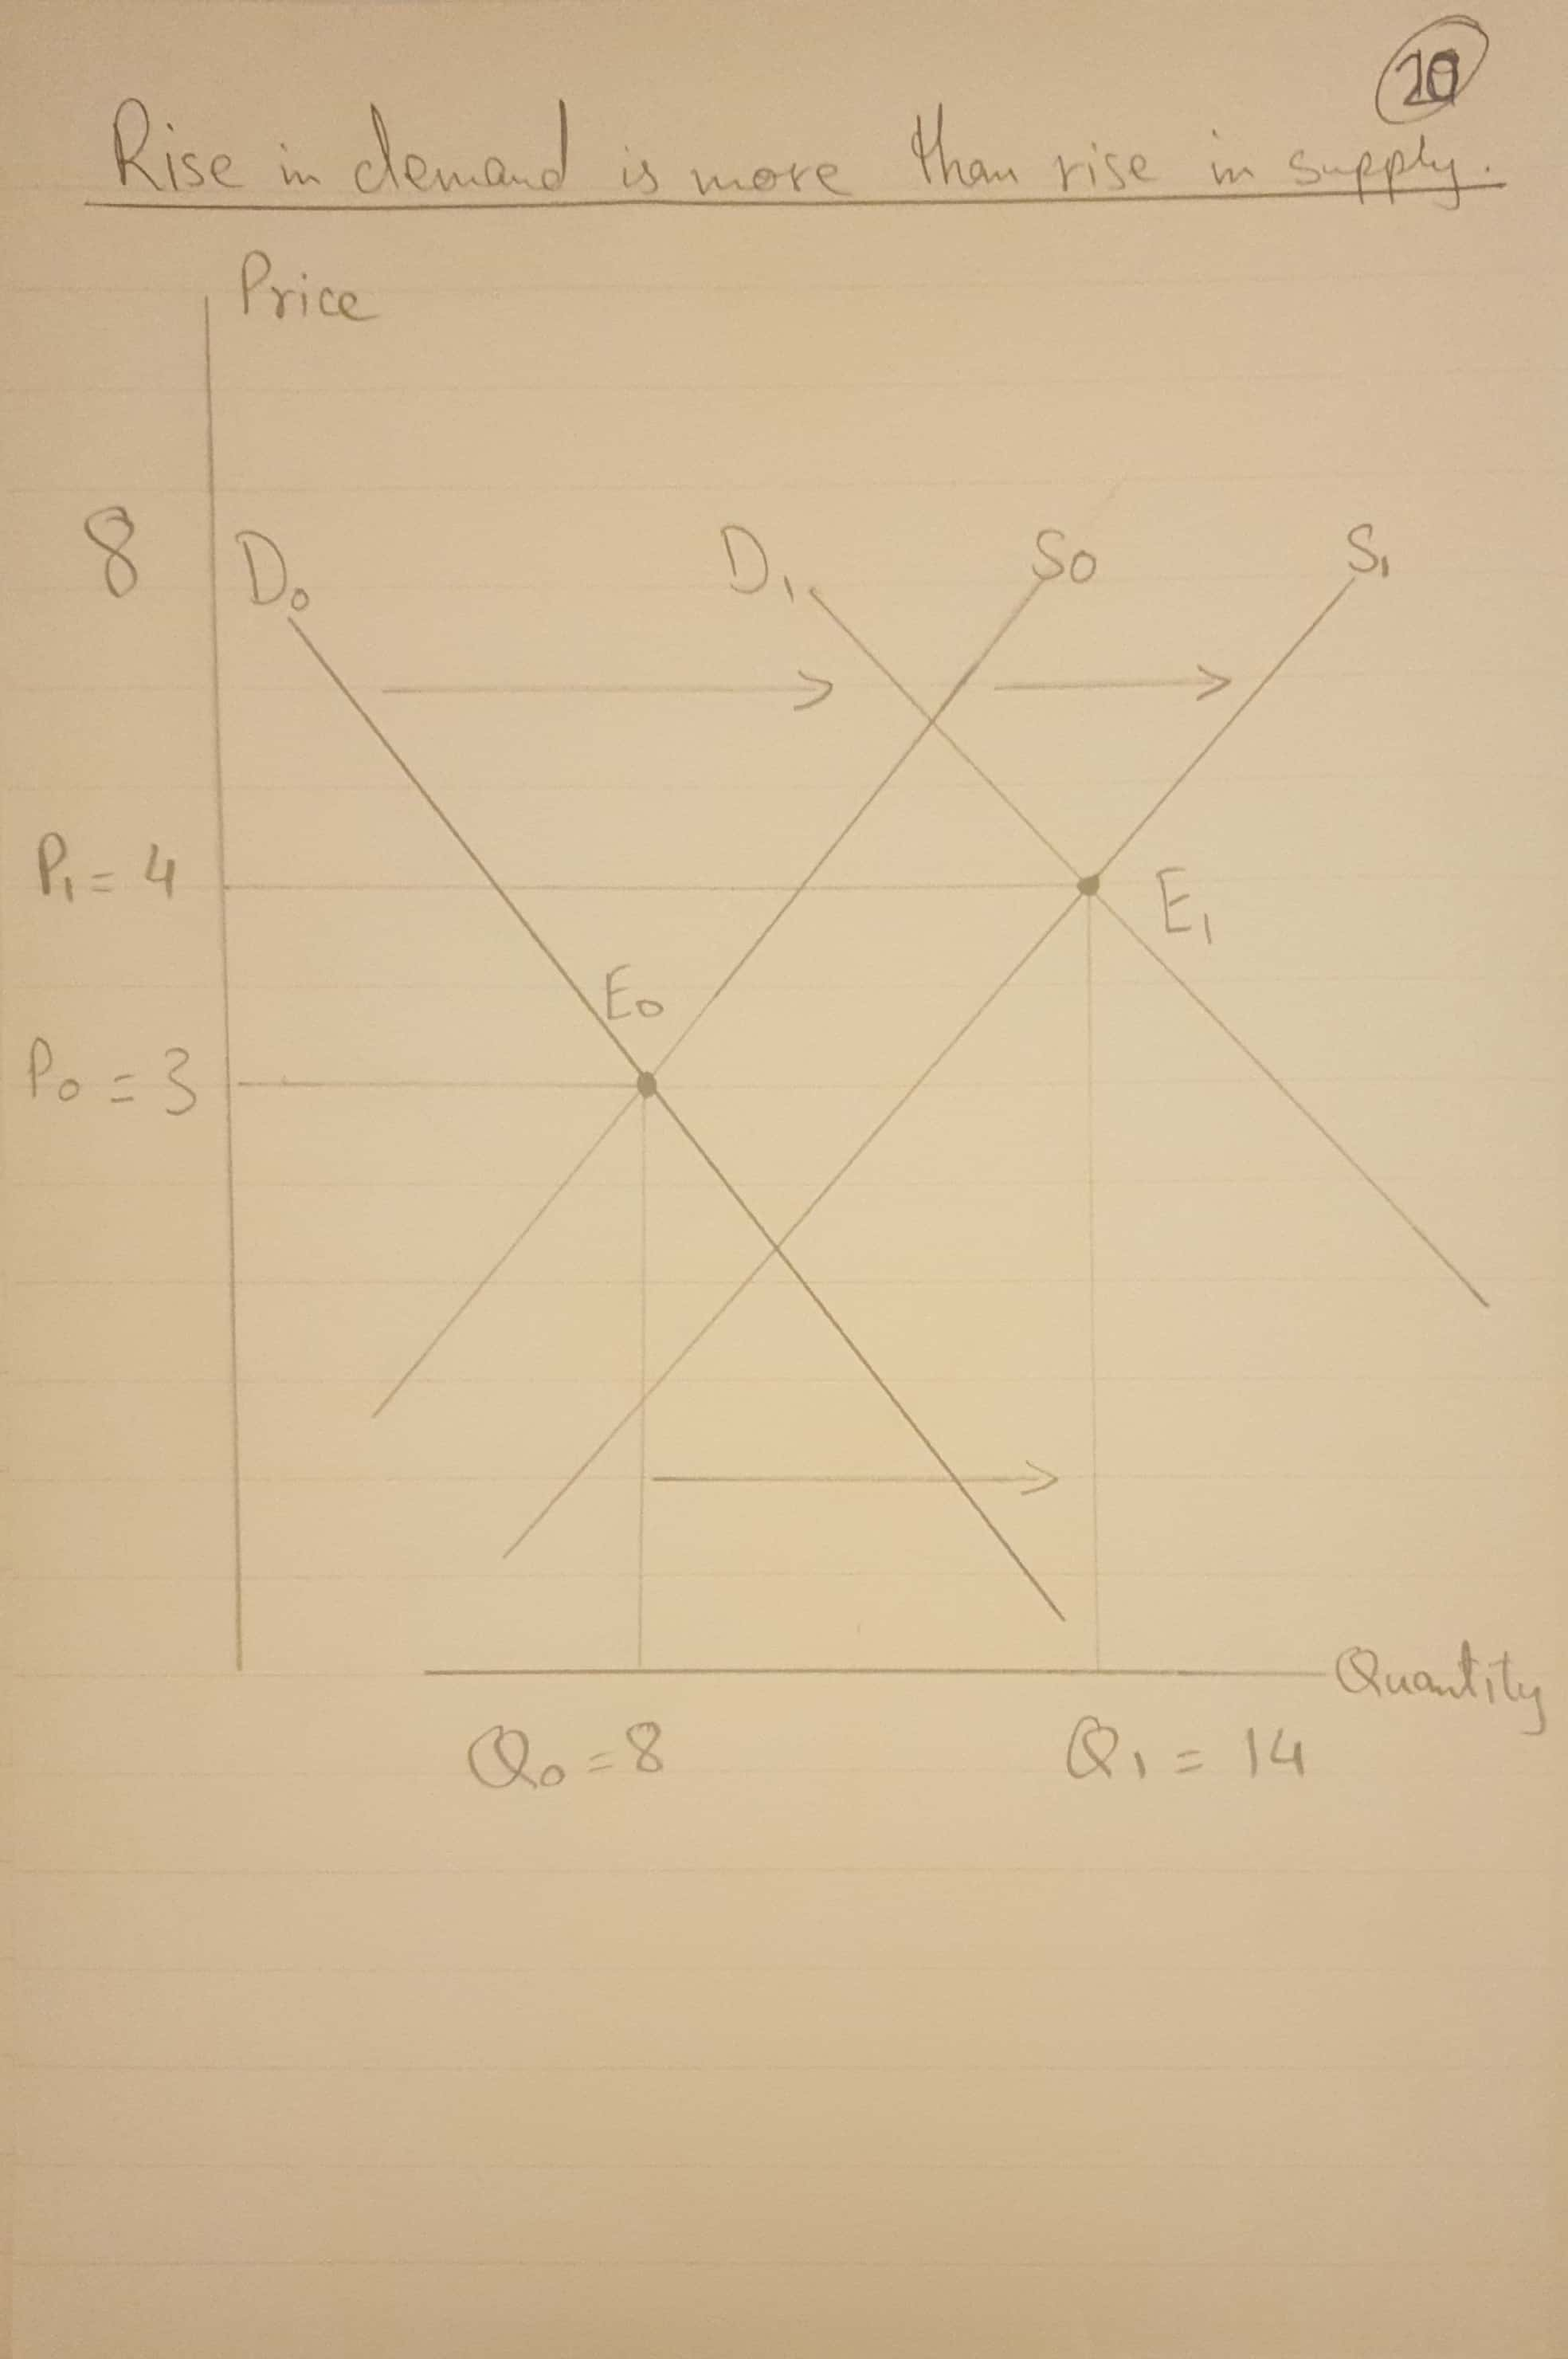 Rise in demand is more than rise in supply.
Price
8
D₀
D₁
S₀
S₁
P₁ = 4
E₁
E₀
P₀ = 3
Quantity
Q₀ = 8
Q₁ = 14